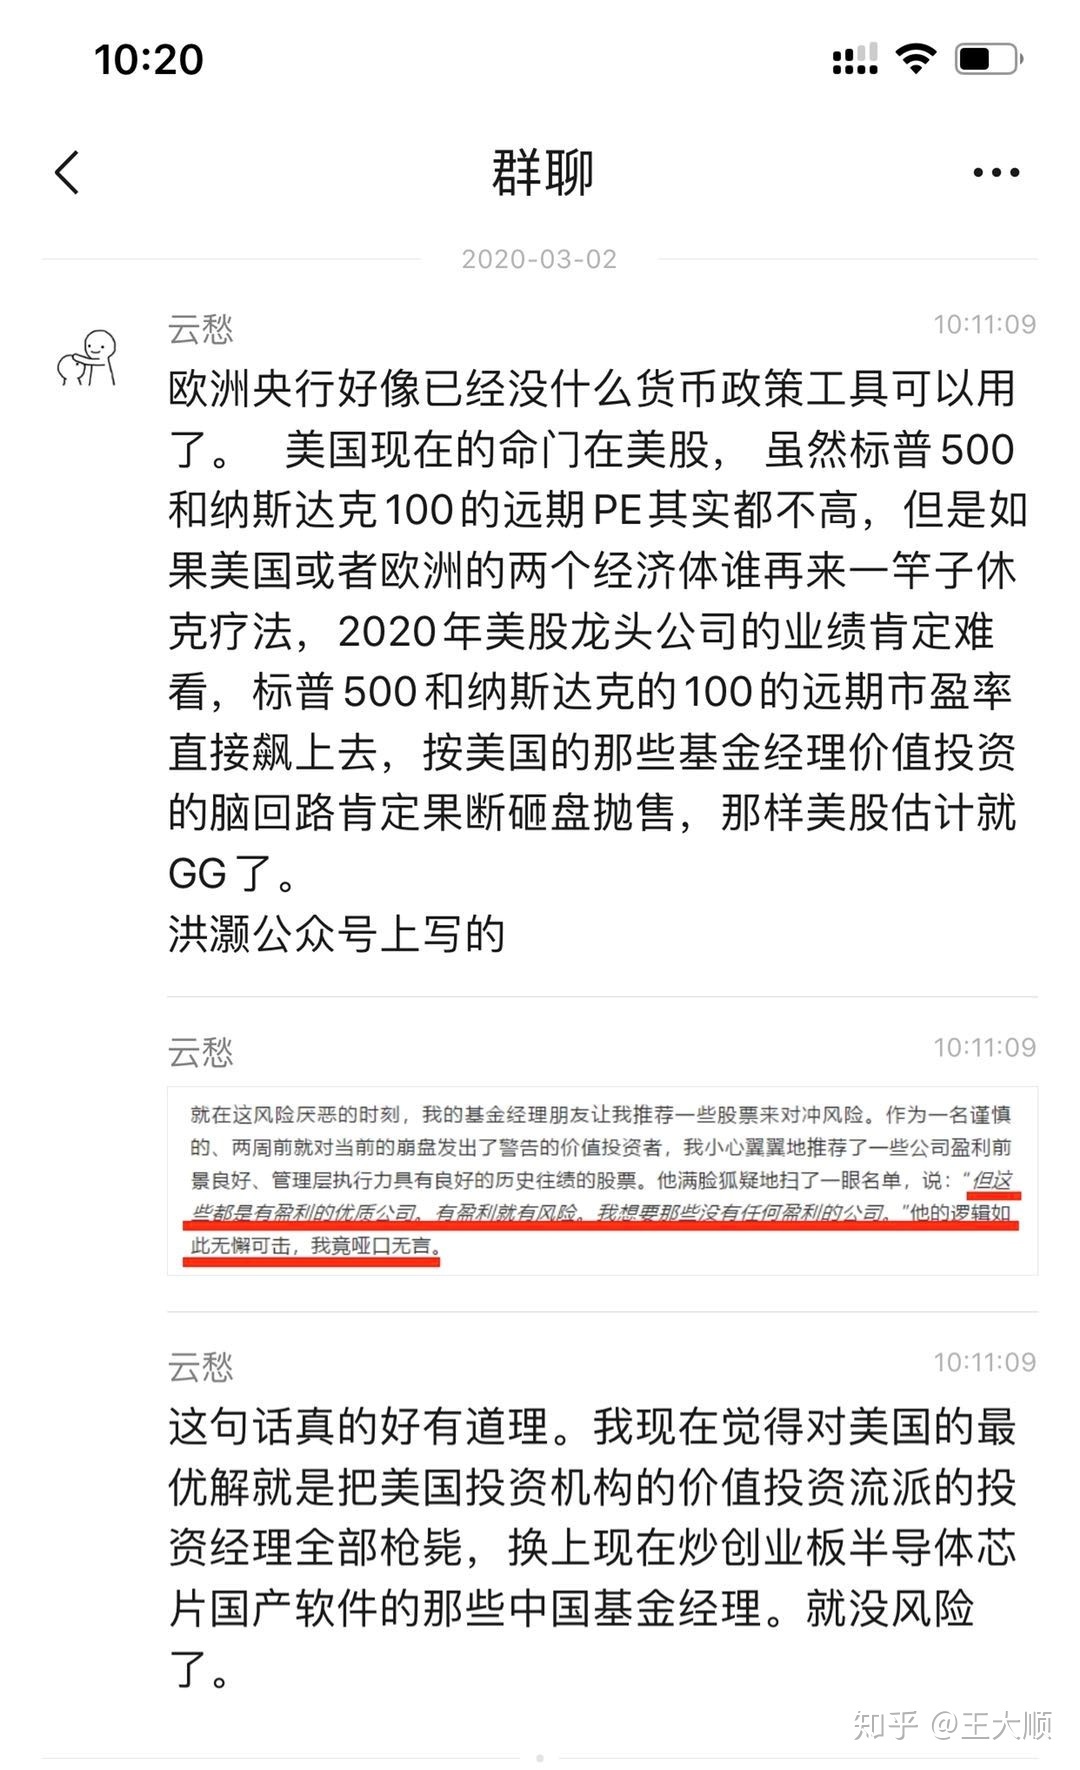 10:20
群聊
2020-03-02
云愁
10:11:09
欧洲央行好像已经没什么货币政策工具可以用
了。 美国现在的命门在美股， 虽然标普500
和纳斯达克100的远期PE其实都不高，但是如
果美国或者欧洲的两个经济体谁再来一竿子休
克疗法，2020年美股龙头公司的业绩肯定难
看，标普500和纳斯达克的100的远期市盈率
直接飙上去，按美国的那些基金经理价值投资
的脑回路肯定果断砸盘抛售，那样美股估计就
GG了。
洪灏公众号上写的
云愁
10:11:09
就在这风险厌恶的时刻，我的基金经理朋友让我推荐一些股票来对冲风险。作为一名谨慎
的、两周前就对当前的崩盘发出了警告的价值投资者，我小心翼翼地推荐了一些公司盈利前
景良好、管理层执行力具有良好的历史往绩的股票。他满脸狐疑地扫了一眼名单，说：“但这
些都是有盈利的优质公司。有盈利就有风险。我想要那些没有任何盈利的公司。”他的逻辑如
此无懈可击，我竟哑口无言。
云愁
10:11:09
这句话真的好有道理。我现在觉得对美国的最
优解就是把美国投资机构的价值投资流派的投
资经理全部枪毙，换上现在炒创业板半导体芯
片国产软件的那些中国基金经理。就没风险
了。
知乎 @王大顺